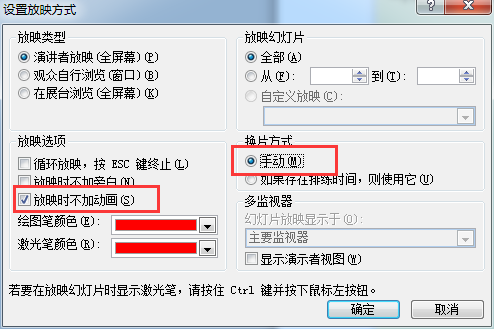 设置放映方式
放映类型
演讲者放映(全屏幕)(P)
观众自行浏览(窗口)(B)
在展台浏览(全屏幕)(K)
放映幻灯片
全部(A)
从(F): 到(T):
自定义放映(C):
放映选项
循环放映，按 ESC 键终止(L)
放映时不加旁白(N)
放映时不加动画(S)
绘图笔颜色(E):
激光笔颜色(R):
换片方式
手动(M)
如果存在排练时间，则使用它(U)
多监视器
幻灯片放映显示于(O):
主要监视器
显示演示者视图(W)
若要在放映幻灯片时显示激光笔，请按住 Ctrl 键并按下鼠标左按钮。
确定 取消